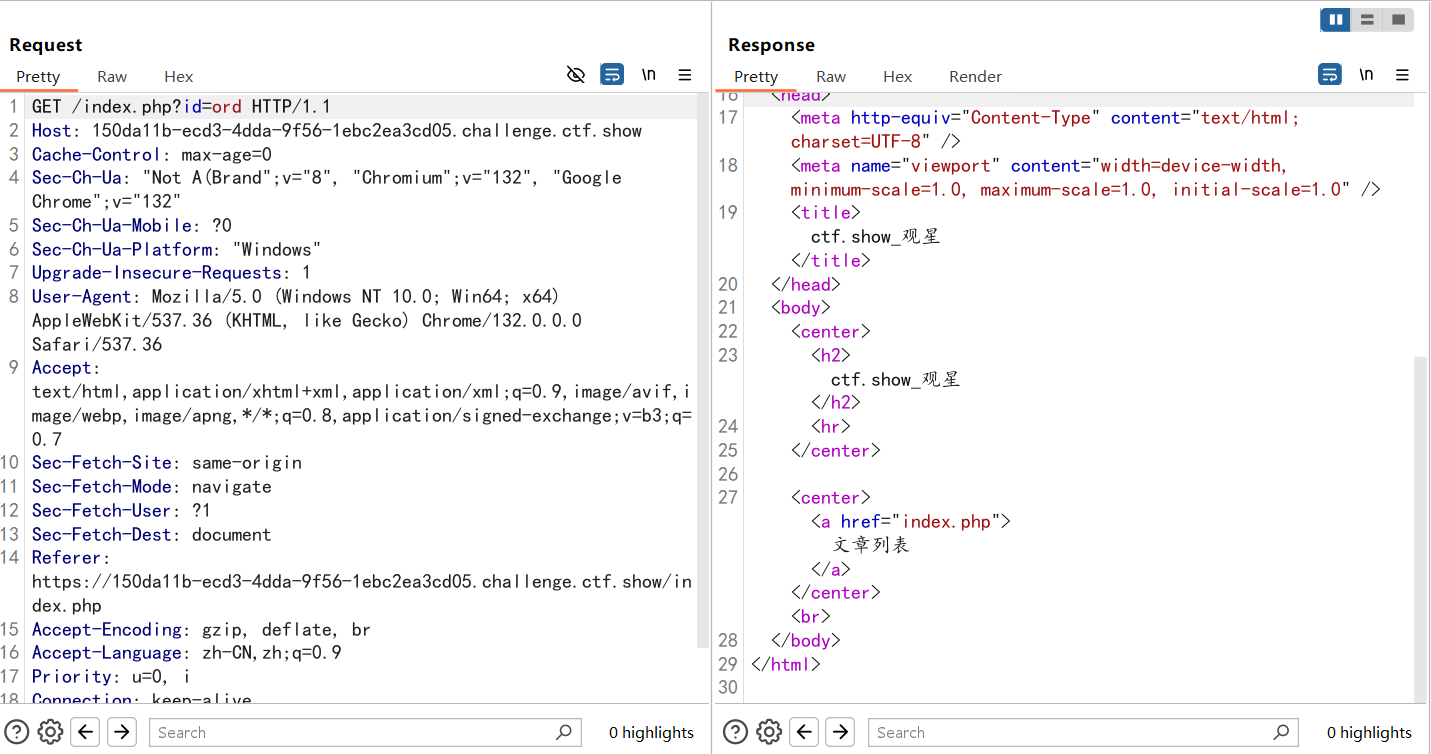 Request
Pretty Raw Hex
\n
1 GET /index.php?id=ord HTTP/1.1
2 Host: 150da11b-ecd3-4dda-9f56-1ebc2ea3cd05.challenge.ctf.show
3 Cache-Control: max-age=0
4 Sec-Ch-Ua: "Not A(Brand";v="8", "Chromium";v="132", "Google
Chrome";v="132"
5 Sec-Ch-Ua-Mobile: ?0
6 Sec-Ch-Ua-Platform: "Windows"
7 Upgrade-Insecure-Requests: 1
8 User-Agent: Mozilla/5.0 (Windows NT 10.0; Win64; x64)
AppleWebKit/537.36 (KHTML, like Gecko) Chrome/132.0.0.0
Safari/537.36
9 Accept:
text/html,application/xhtml+xml,application/xml;q=0.9,image/avif,i
mage/webp,image/apng,*/*;q=0.8,application/signed-exchange;v=b3;q=
0.7
10 Sec-Fetch-Site: same-origin
11 Sec-Fetch-Mode: navigate
12 Sec-Fetch-User: ?1
13 Sec-Fetch-Dest: document
14 Referer:
https://150da11b-ecd3-4dda-9f56-1ebc2ea3cd05.challenge.ctf.show/in
dex.php
15 Accept-Encoding: gzip, deflate, br
16 Accept-Language: zh-CN,zh;q=0.9
17 Priority: u=0, i
18 Connection: keep-alive
Search
0 highlights
Response
Pretty Raw Hex Render
\n
16 <head>
17 <meta http-equiv="Content-Type" content="text/html;
charset=UTF-8" />
18 <meta name="viewport" content="width=device-width,
minimum-scale=1.0, maximum-scale=1.0, initial-scale=1.0" />
19 <title>
ctf.show_观星
</title>
20 </head>
21 <body>
22 <center>
23 <h2>
ctf.show_观星
</h2>
24 <hr>
25 </center>
26
27 <center>
<a href="index.php">
文章列表
</a>
</center>
<br>
28 </body>
29 </html>
30
Search
0 highlights